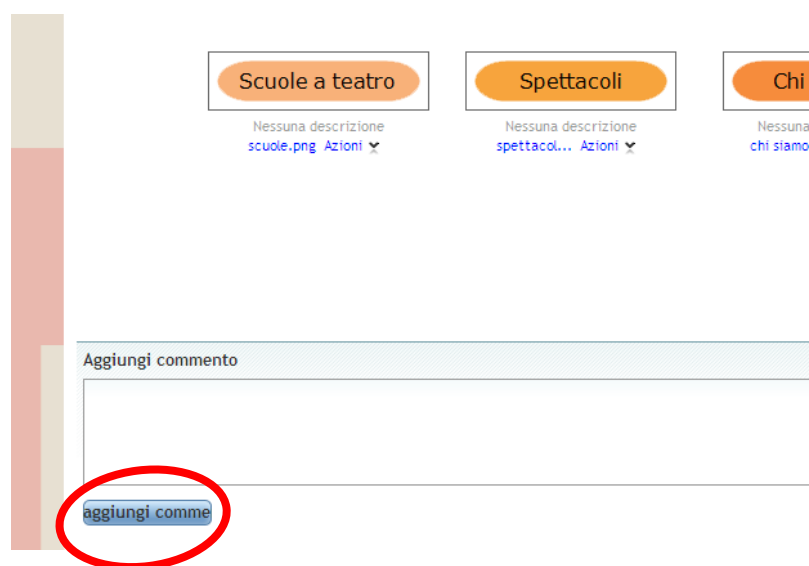 Scuole a teatro Spettacoli Chi
Nessuna descrizione Nessuna descrizione Nessuna
scuole.png Azioni spettacol... Azioni chi siamo
Aggiungi commento
aggiungi comme